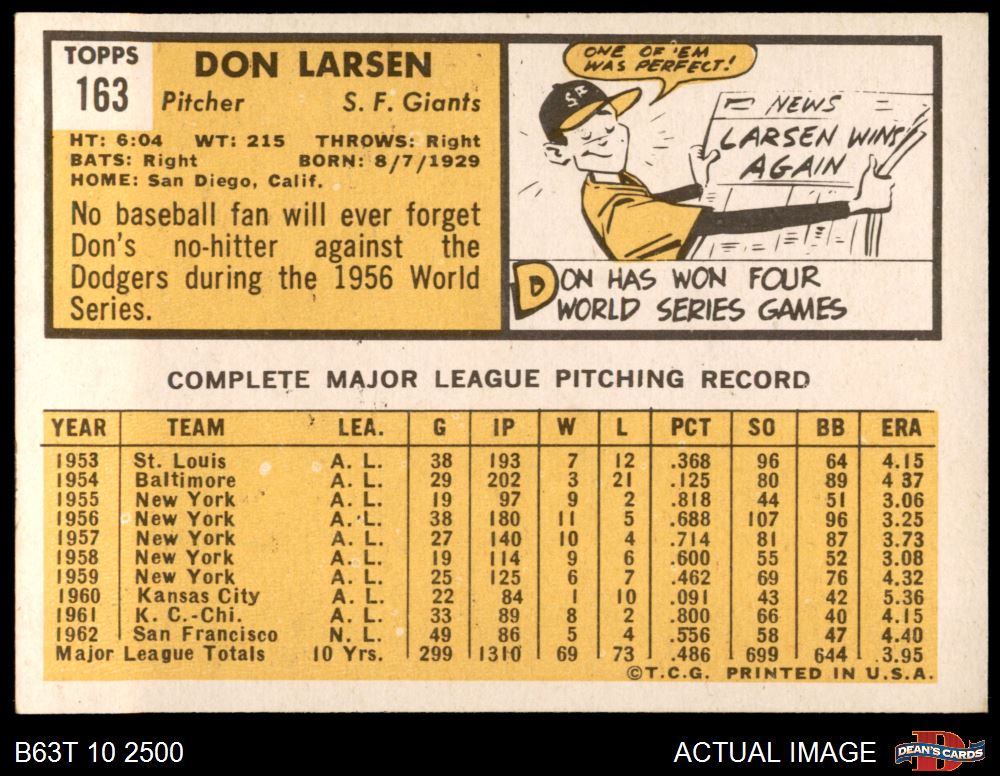 TOPPS
163
DON LARSEN
Pitcher S. F. Giants
HT: 6:04 WT: 215 THROWS: Right
BATS: Right BORN: 8/7/1929
HOME: San Diego, Calif.
No baseball fan will ever forget
Don's no-hitter against the
Dodgers during the 1956 World
Series.
ONE OF 'EM
WAS PERFECT!
SF
NEWS
LARSEN WINS
AGAIN
DON HAS WON FOUR
WORLD SERIES GAMES
COMPLETE MAJOR LEAGUE PITCHING RECORD
YEAR TEAM LEA. G IP W L PCT SO BB ERA
1953 St. Louis A. L. 38 193 7 12 .368 96 64 4.15
1954 Baltimore A. L. 29 202 3 21 .125 80 89 4 37
1955 New York A. L. 19 97 9 2 .818 44 51 3.06
1956 New York A. L. 38 180 11 5 .688 107 96 3.25
1957 New York A. L. 27 140 10 4 .714 81 87 3.73
1958 New York A. L. 19 114 9 6 .600 55 52 3.08
1959 New York A. L. 25 125 6 7 .462 69 76 4.32
1960 Kansas City A. L. 22 84 1 10 .091 43 42 5.36
1961 K. C.-Chi. A. L. 33 89 8 2 .800 66 40 4.15
1962 San Francisco N. L. 49 86 5 4 .556 58 47 4.40
Major League Totals 10 Yrs. 299 1310 69 73 .486 699 644 3.95
©T.C.G. PRINTED IN U.S.A.
B63T 10 2500
ACTUAL IMAGE
D
DEAN'S CARDS